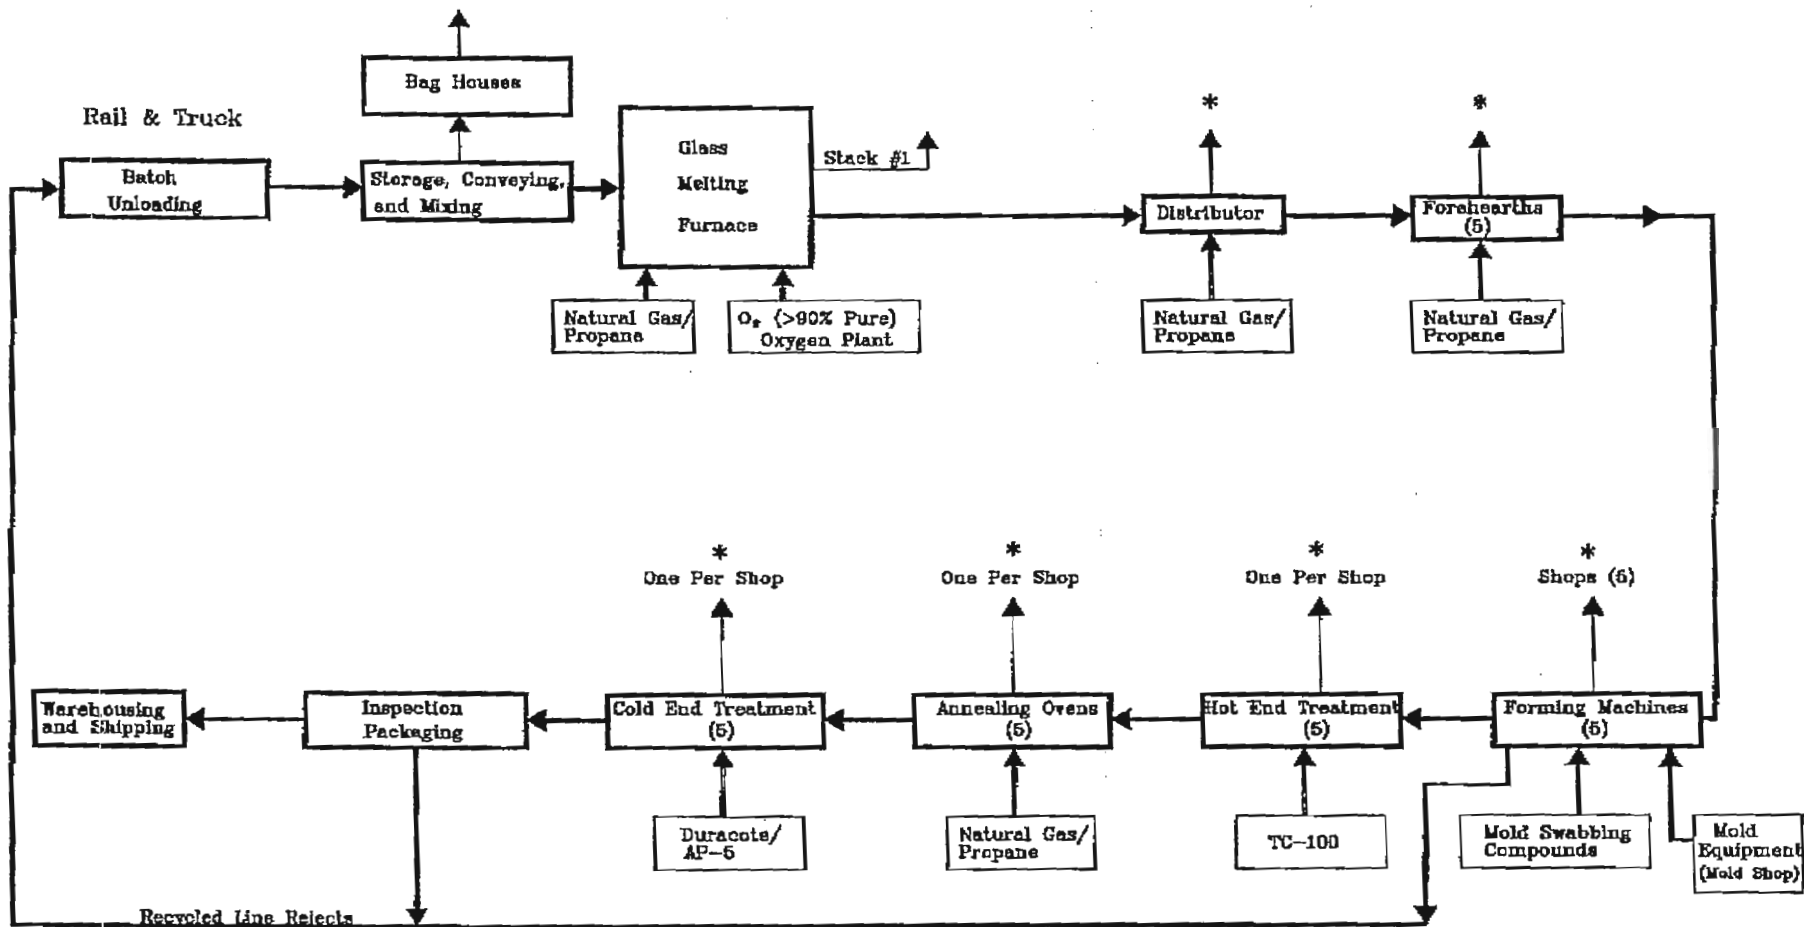 Bag Houses
Rail & Truck
Batch
Unloading
Storage, Conveying,
and Mixing
Glass
Melting
Furnace
Stack #1
*
*
Distributor
Forehearths
(5)
Natural Gas/
Propane
O₂ (>90% Pure)
Oxygen Plant
Natural Gas/
Propane
Natural Gas/
Propane
*
One Per Shop
*
One Per Shop
*
One Per Shop
*
Shops (5)
Warehousing
and Shipping
Inspection
Packaging
Cold End Treatment
(5)
Annealing Ovens
(5)
Hot End Treatment
(5)
Forming Machines
(5)
Duracote/
AP-5
Natural Gas/
Propane
TC-100
Mold Swabbing
Compounds
Mold
Equipment
(Mold Shop)
Recycled Line Rejects